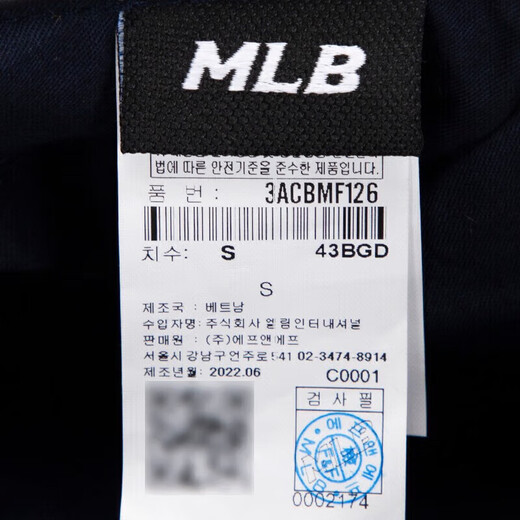 MLB
법에 따른 안전기준을 준수한 제품입니다.
품 번 : 3ACBMF126
치수: S 43BGD
S
제조국 : 베트남
수입자명: 주식회사 엘림인터내셔널
판매원 : (주)에프앤에프
서울시강남구언주로541 02-3474-8914
제조년월: 2022.06 C0001
검 사 필
MLB
F&F
0002174